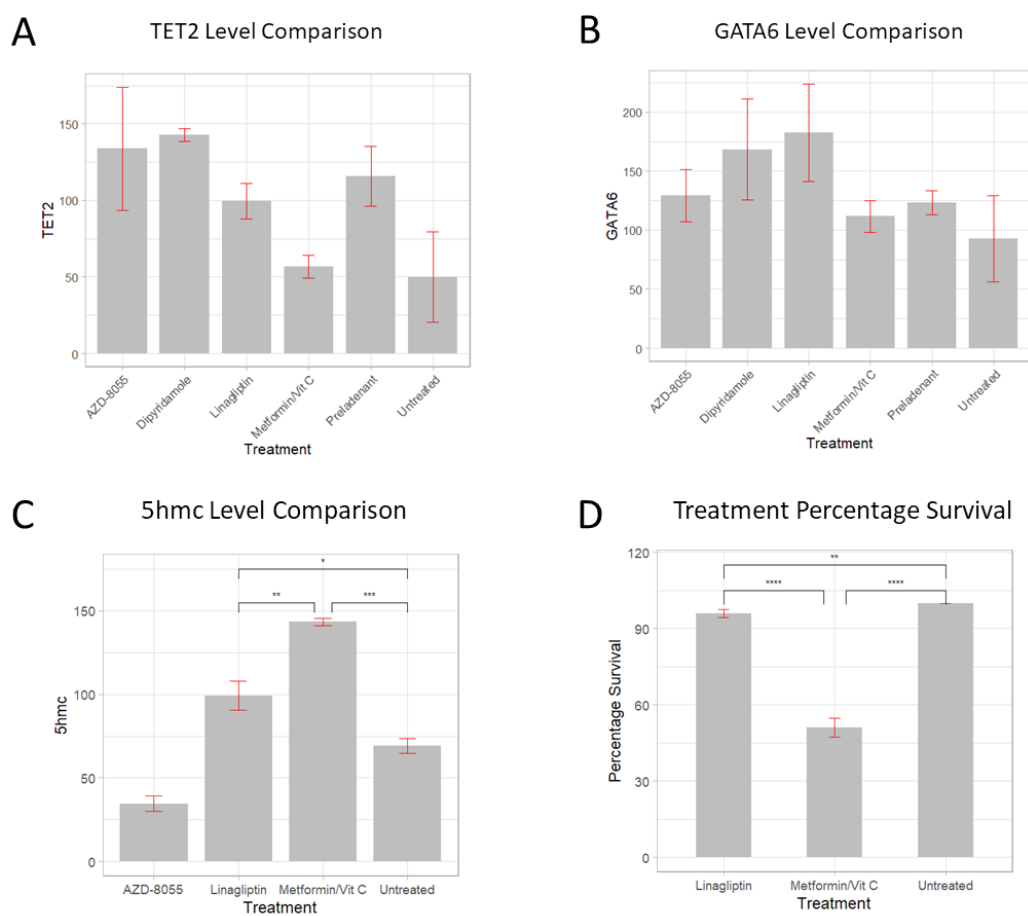 A
TET2 Level Comparison
TET2
150
100
50
0
AZD-8055
Dipyridamole
Linagliptin
Metformin/Vit C
Preladenant
Untreated
Treatment
B
GATA6 Level Comparison
GATA6
200
150
100
50
0
AZD-8055
Dipyridamole
Linagliptin
Metformin/Vit C
Preladenant
Untreated
Treatment
C
5hmc Level Comparison
5hmc
150
100
50
0
*
** ***
AZD-8055 Linagliptin Metformin/Vit C Untreated
Treatment
D
Treatment Percentage Survival
Percentage Survival
120
90
60
30
0
**
**** ****
Linagliptin Metformin/Vit C Untreated
Treatment